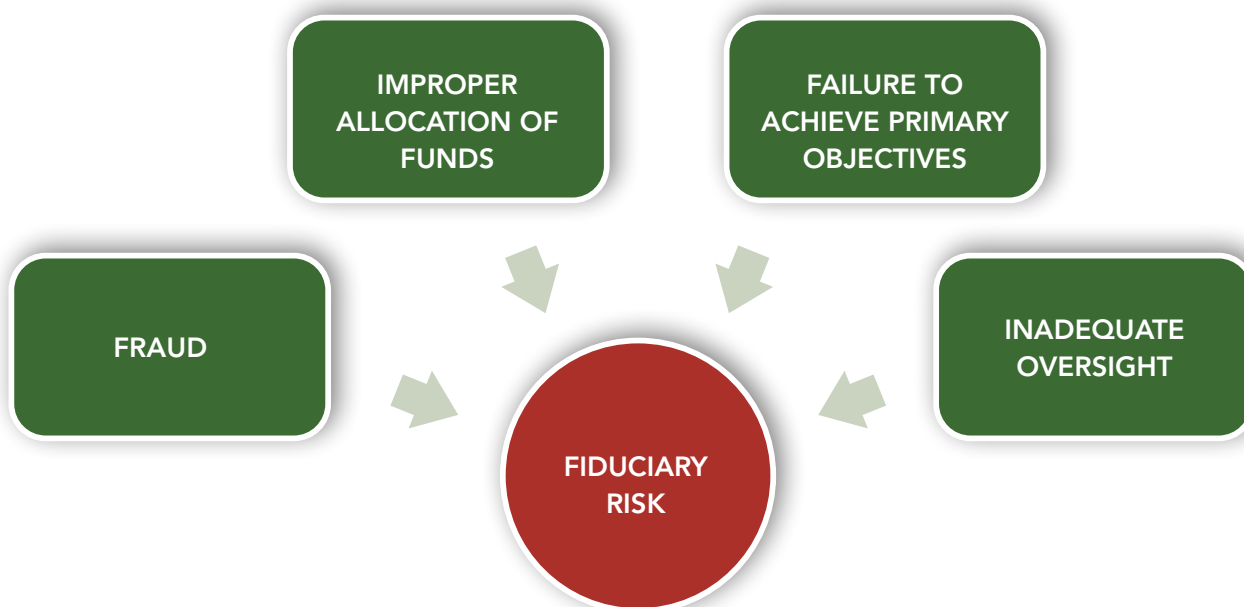 IMPROPER
ALLOCATION OF
FUNDS
FAILURE TO
ACHIEVE PRIMARY
OBJECTIVES
FRAUD
INADEQUATE
OVERSIGHT
FIDUCIARY
RISK